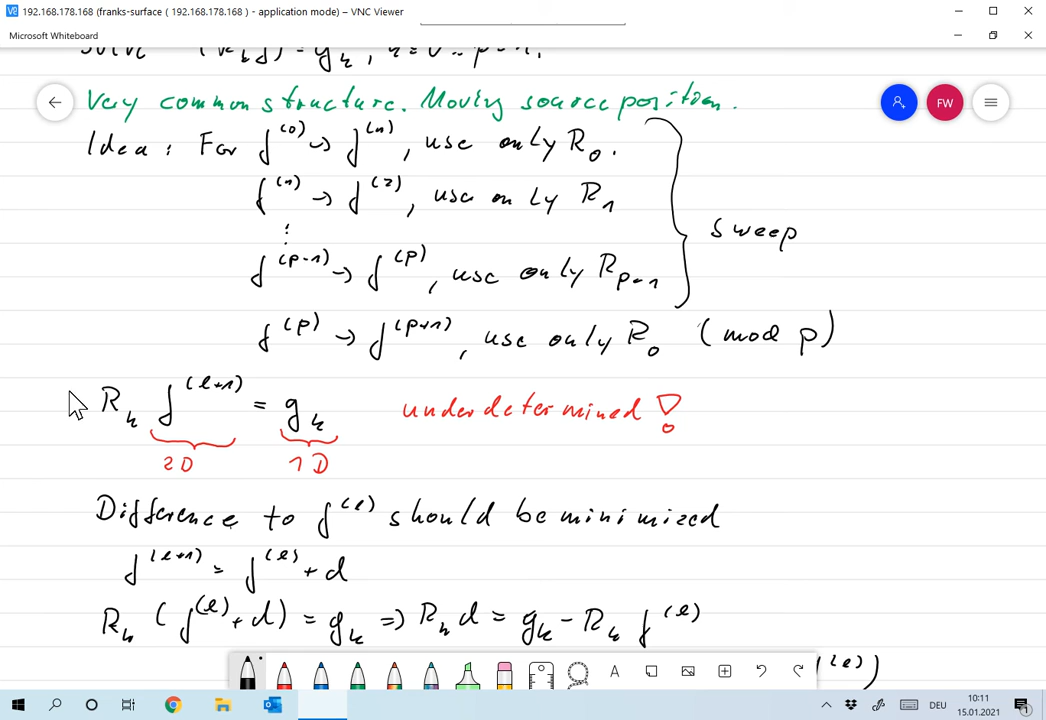 192.168.178.168 (franks-surface ( 192.168.178.168 ) - application mode) – VNC Viewer
Microsoft Whiteboard
Very common structure. Moving source position.
FW
Idea: For f^(0) → f^(1), use only R_0.
f^(1) → f^(2), use only R_1
⋮
sweep
f^(p-1) → f^(p), use only R_p-1
f^(p) → f^(p+1), use only R_0 (mod p)
R_k f^(l+1) = g_k underdetermined!
2D 1D
Difference to f^(l) should be minimized
f^(l+1) = f^(l) + d
R_k (f^(l) + d) = g_k => R_k d = g_k - R_k f^(l)
f^(l))
A
DEU
10:11
15.01.2021
1